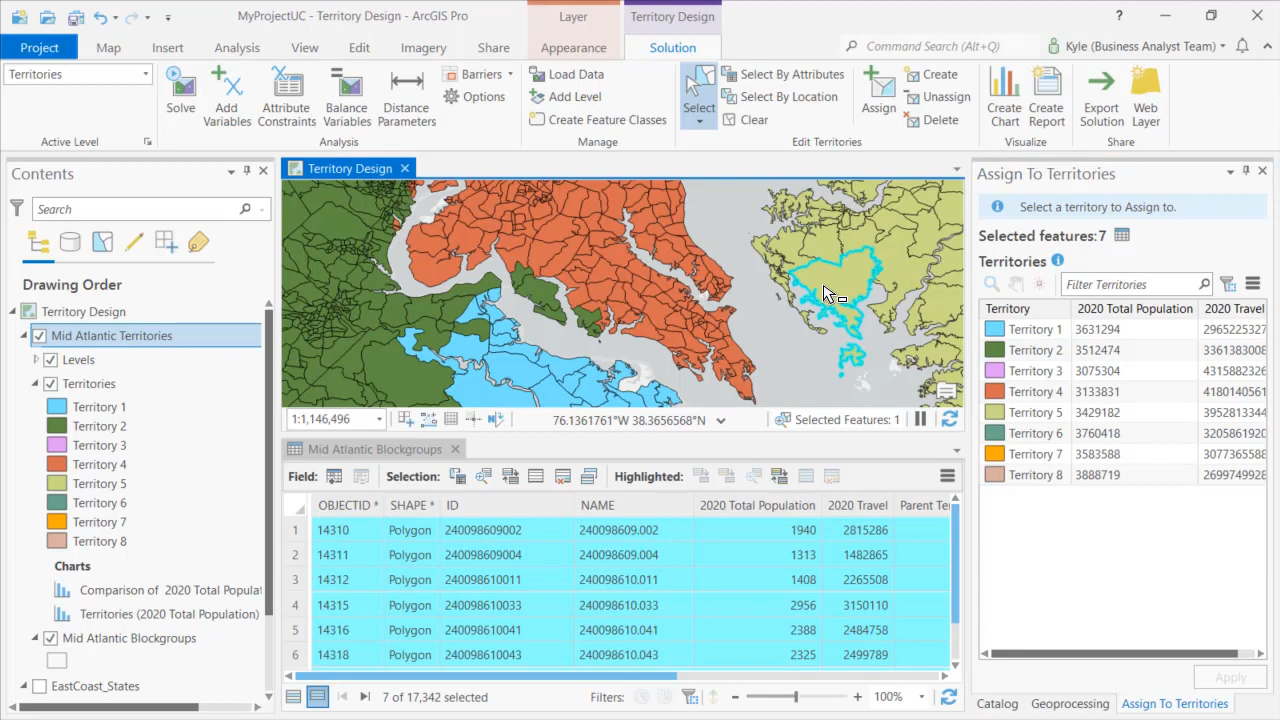 MyProjectUC - Territory Design - ArcGIS Pro
Layer
Territory Design
?
Project
Map
Insert
Analysis
View
Edit
Imagery
Share
Appearance
Solution
Command Search (Alt+Q)
Kyle (Business Analyst Team)
Territories
Active Level
Solve
Add Variables
Attribute Constraints
Balance Variables
Distance Parameters
Barriers
Options
Analysis
Load Data
Add Level
Create Feature Classes
Manage
Select
Select By Attributes
Select By Location
Clear
Assign
Create
Unassign
Delete
Edit Territories
Create Chart
Create Report
Visualize
Export Solution
Web Layer
Share
Contents
Search
Drawing Order
Territory Design
Mid Atlantic Territories
Levels
Territories
Territory 1
Territory 2
Territory 3
Territory 4
Territory 5
Territory 6
Territory 7
Territory 8
Charts
Comparison of 2020 Total Populat
Territories (2020 Total Population)
Mid Atlantic Blockgroups
EastCoast_States
Territory Design
1:1,146,496
76.1361761°W 38.3656568°N
Selected Features: 1
Mid Atlantic Blockgroups
Field:
Selection:
Highlighted:
OBJECTID * SHAPE * ID NAME 2020 Total Population 2020 Travel Parent Te
1 14310 Polygon 240098609002 240098609.002 1940 2815286
2 14311 Polygon 240098609004 240098609.004 1313 1482865
3 14312 Polygon 240098610011 240098610.011 1408 2265508
4 14315 Polygon 240098610033 240098610.033 2956 3150110
5 14316 Polygon 240098610041 240098610.041 2388 2484758
6 14318 Polygon 240098610043 240098610.043 2325 2499789
7 of 17,342 selected
Filters:
100%
Assign To Territories
Select a territory to Assign to.
Selected features:7
Territories
Filter Territories
Territory 2020 Total Population 2020 Travel
Territory 1 3631294 2965225327
Territory 2 3512474 3361383008
Territory 3 3075304 4315882326
Territory 4 3133831 4180140561
Territory 5 3429182 3952813344
Territory 6 3760418 3205861920
Territory 7 3583588 3077365588
Territory 8 3888719 2699749928
Apply
Catalog
Geoprocessing
Assign To Territories